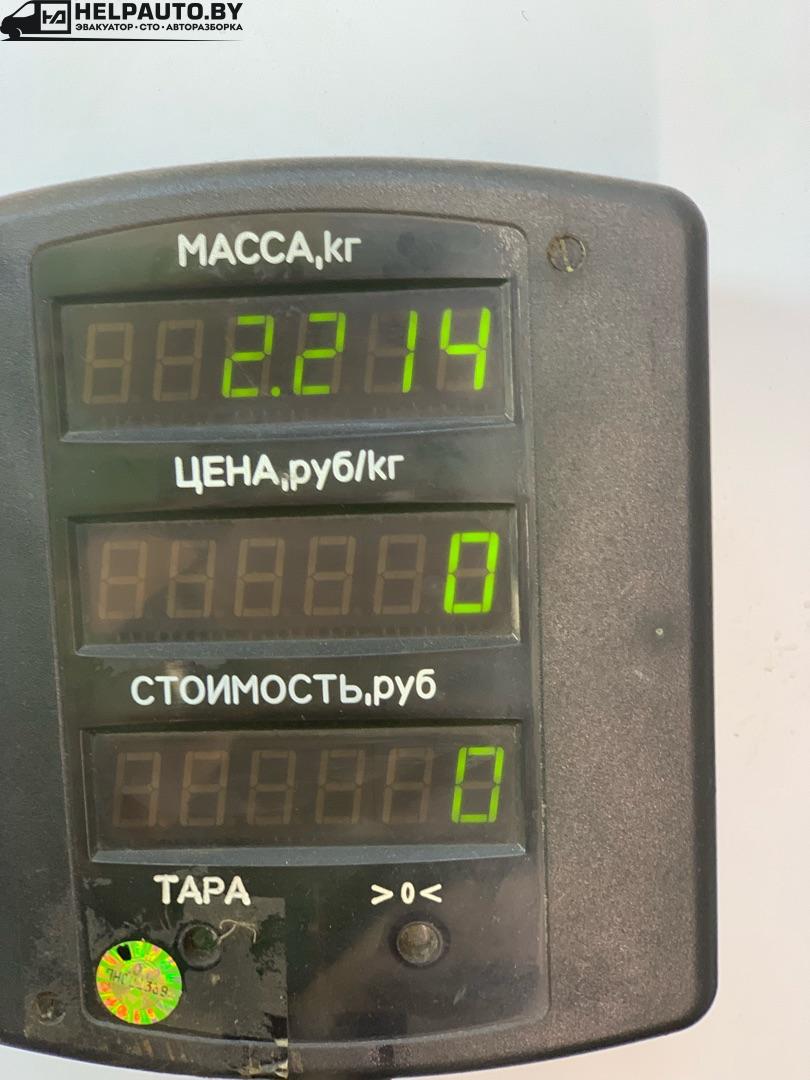 HELPAUTO.BY
ЭВАКУАТОР • СТО • АВТОРАЗБОРКА
МАССА,кг
2.214
ЦЕНА,руб/кг
0
СТОИМОСТЬ,руб
0
ТАРА >0<